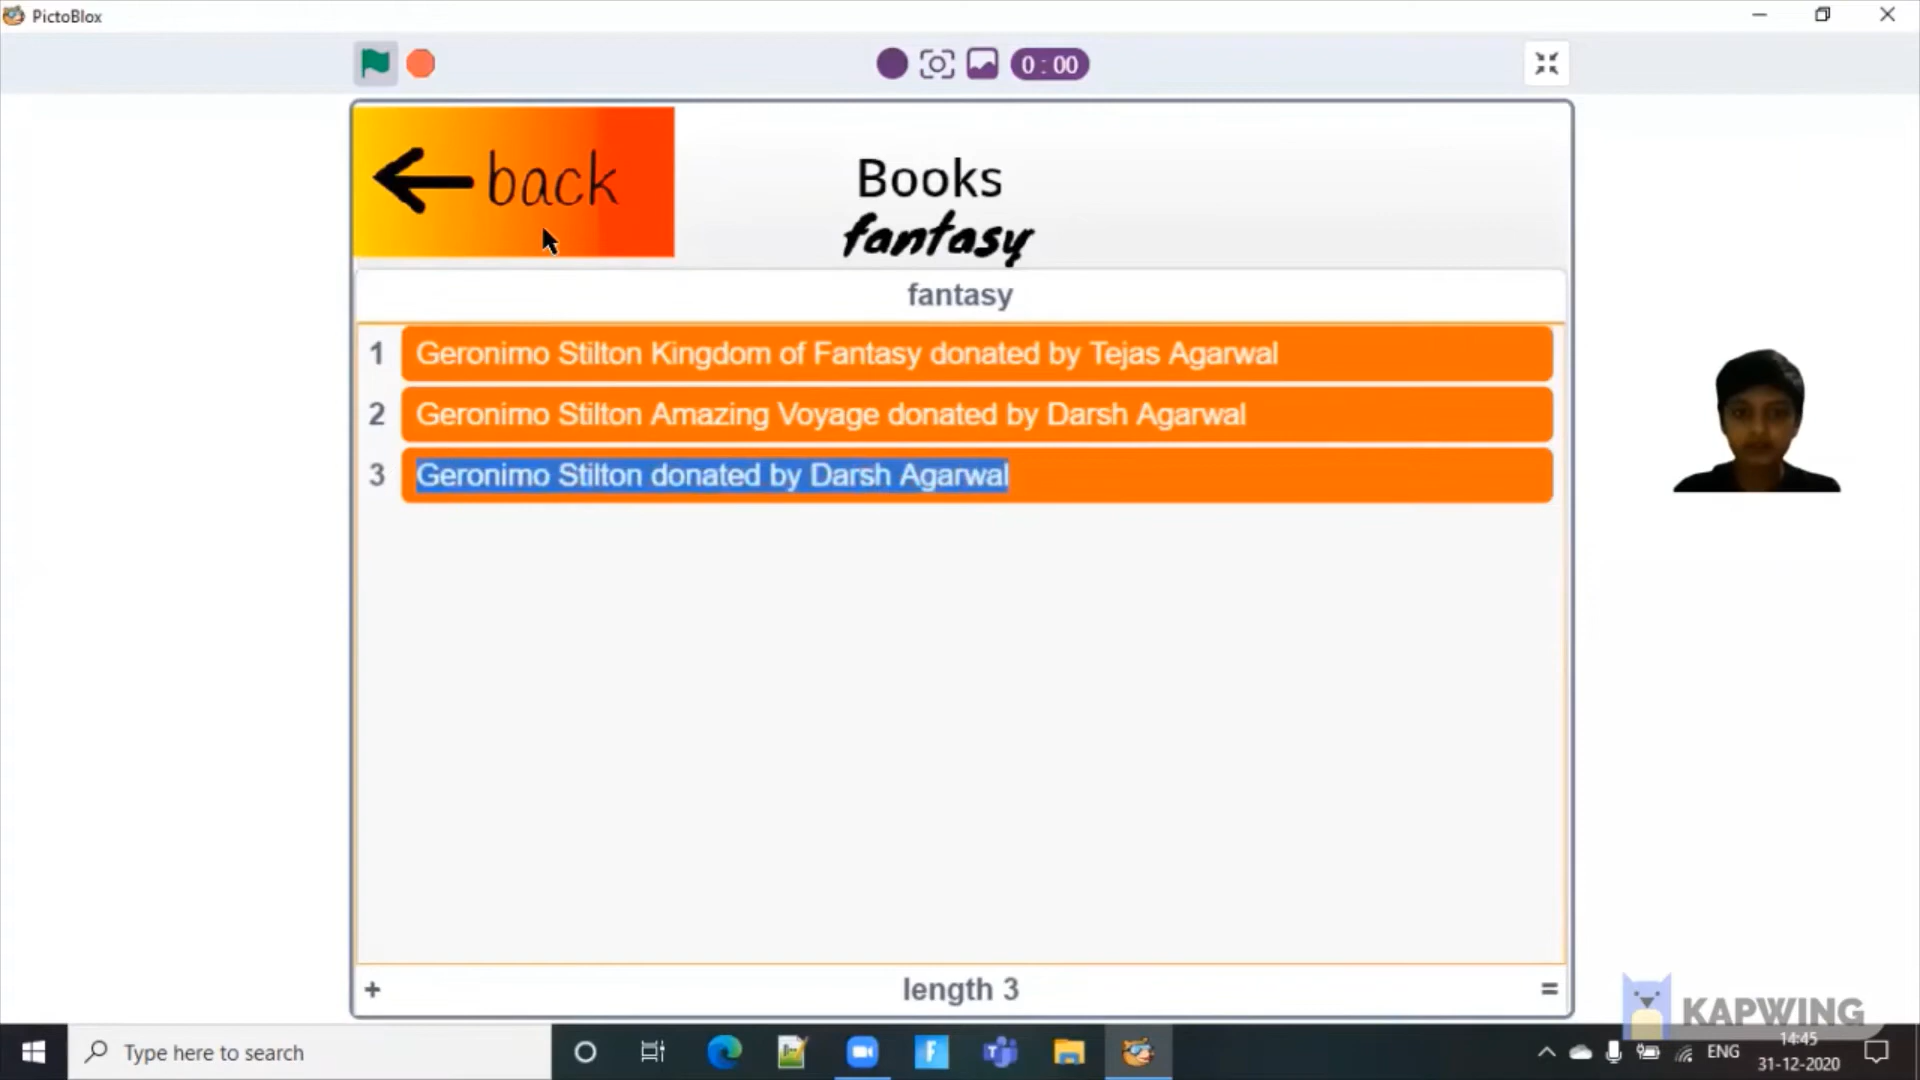 PictoBlox
0 : 00
back
Books
fantasy
fantasy
1 Geronimo Stilton Kingdom of Fantasy donated by Tejas Agarwal
2 Geronimo Stilton Amazing Voyage donated by Darsh Agarwal
3 Geronimo Stilton donated by Darsh Agarwal
+ length 3 =
KAPWING
Type here to search
F
ENG
14:45
31-12-2020